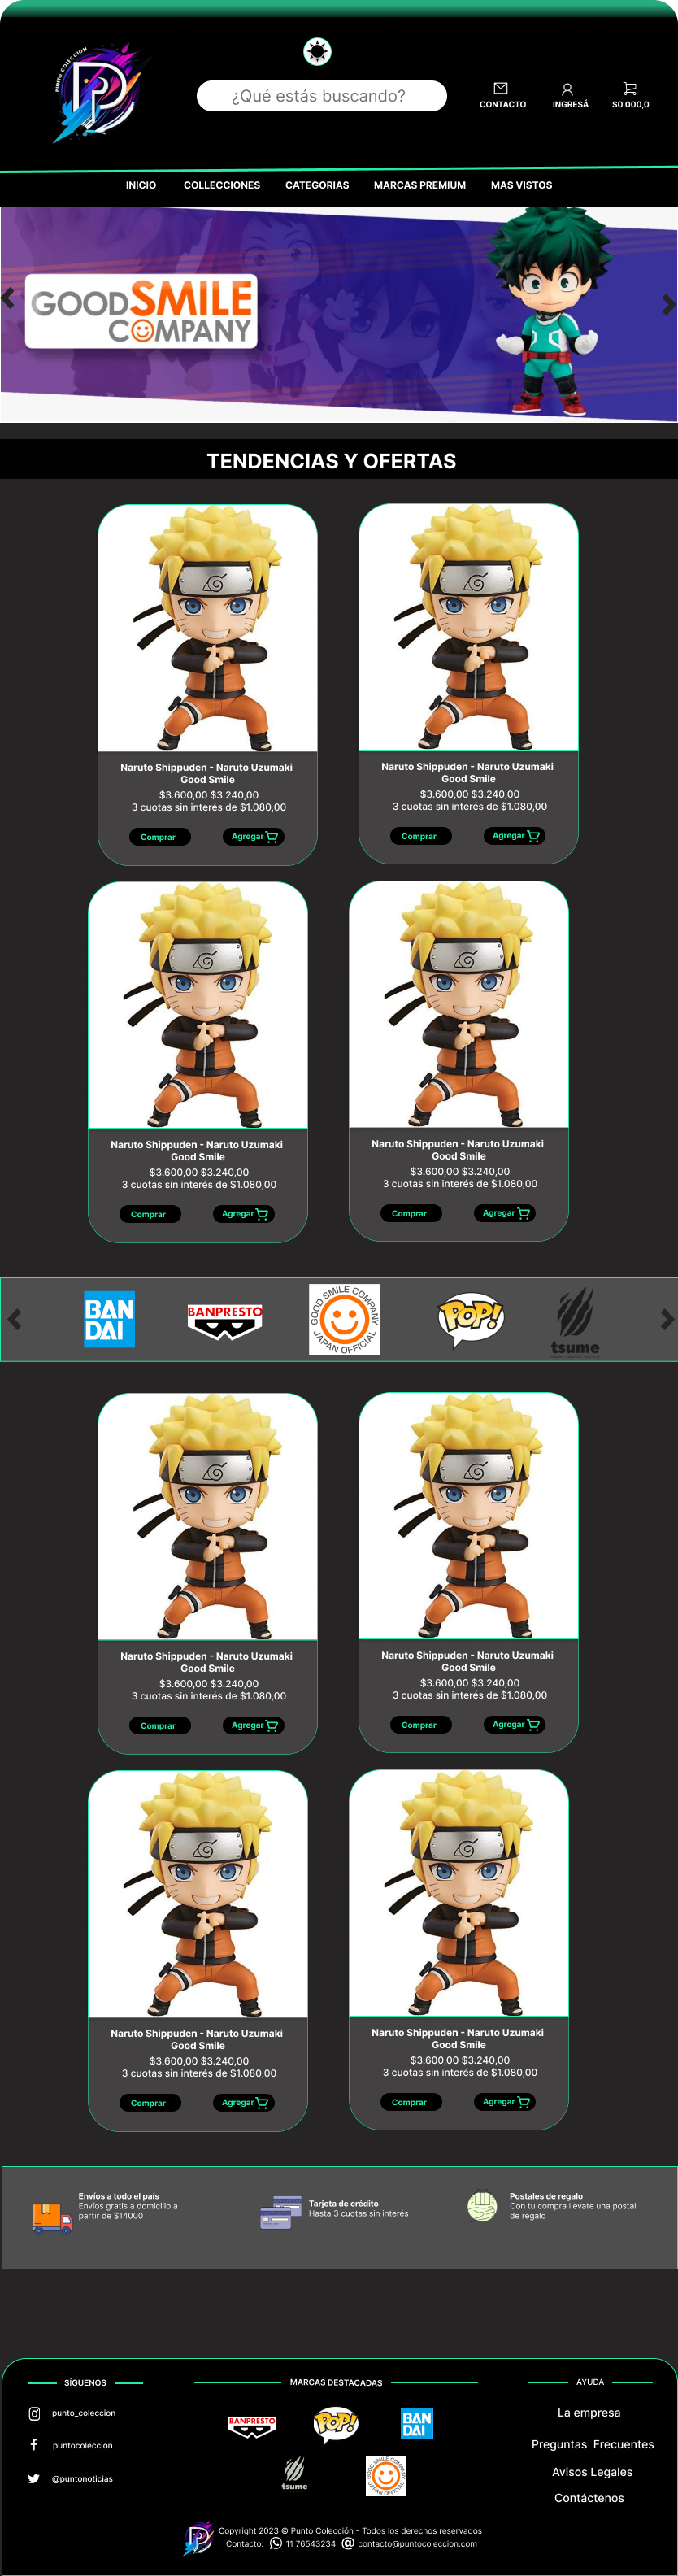 PUNTO COLECCION
¿Qué estás buscando?
CONTACTO
INGRESÁ
$0.000,0
INICIO
COLLECCIONES
CATEGORIAS
MARCAS PREMIUM
MAS VISTOS
GOODSMILE
COMPANY
TENDENCIAS Y OFERTAS
Naruto Shippuden - Naruto Uzumaki
Good Smile
$3.600,00 $3.240,00
3 cuotas sin interés de $1.080,00
Comprar
Agregar
Naruto Shippuden - Naruto Uzumaki
Good Smile
$3.600,00 $3.240,00
3 cuotas sin interés de $1.080,00
Comprar
Agregar
Naruto Shippuden - Naruto Uzumaki
Good Smile
$3.600,00 $3.240,00
3 cuotas sin interés de $1.080,00
Comprar
Agregar
Naruto Shippuden - Naruto Uzumaki
Good Smile
$3.600,00 $3.240,00
3 cuotas sin interés de $1.080,00
Comprar
Agregar
BAN
DAI
BANPRESTO
GOOD SMILE COMPANY
JAPAN OFFICIAL
POP!
tsume
Naruto Shippuden - Naruto Uzumaki
Good Smile
$3.600,00 $3.240,00
3 cuotas sin interés de $1.080,00
Comprar
Agregar
Naruto Shippuden - Naruto Uzumaki
Good Smile
$3.600,00 $3.240,00
3 cuotas sin interés de $1.080,00
Comprar
Agregar
Naruto Shippuden - Naruto Uzumaki
Good Smile
$3.600,00 $3.240,00
3 cuotas sin interés de $1.080,00
Comprar
Agregar
Naruto Shippuden - Naruto Uzumaki
Good Smile
$3.600,00 $3.240,00
3 cuotas sin interés de $1.080,00
Comprar
Agregar
Envíos a todo el país
Envíos gratis a domicilio a
partir de $14000
Tarjeta de crédito
Hasta 3 cuotas sin interés
Postales de regalo
Con tu compra llevate una postal
de regalo
SÍGUENOS
punto_coleccion
puntocoleccion
@puntonoticias
MARCAS DESTACADAS
BANPRESTO
POP!
BAN
DAI
tsume
GOOD SMILE COMPANY
JAPAN OFFICIAL
AYUDA
La empresa
Preguntas Frecuentes
Avisos Legales
Contáctenos
Copyright 2023 © Punto Colección - Todos los derechos reservados
Contacto: 11 76543234 @ contacto@puntocoleccion.com